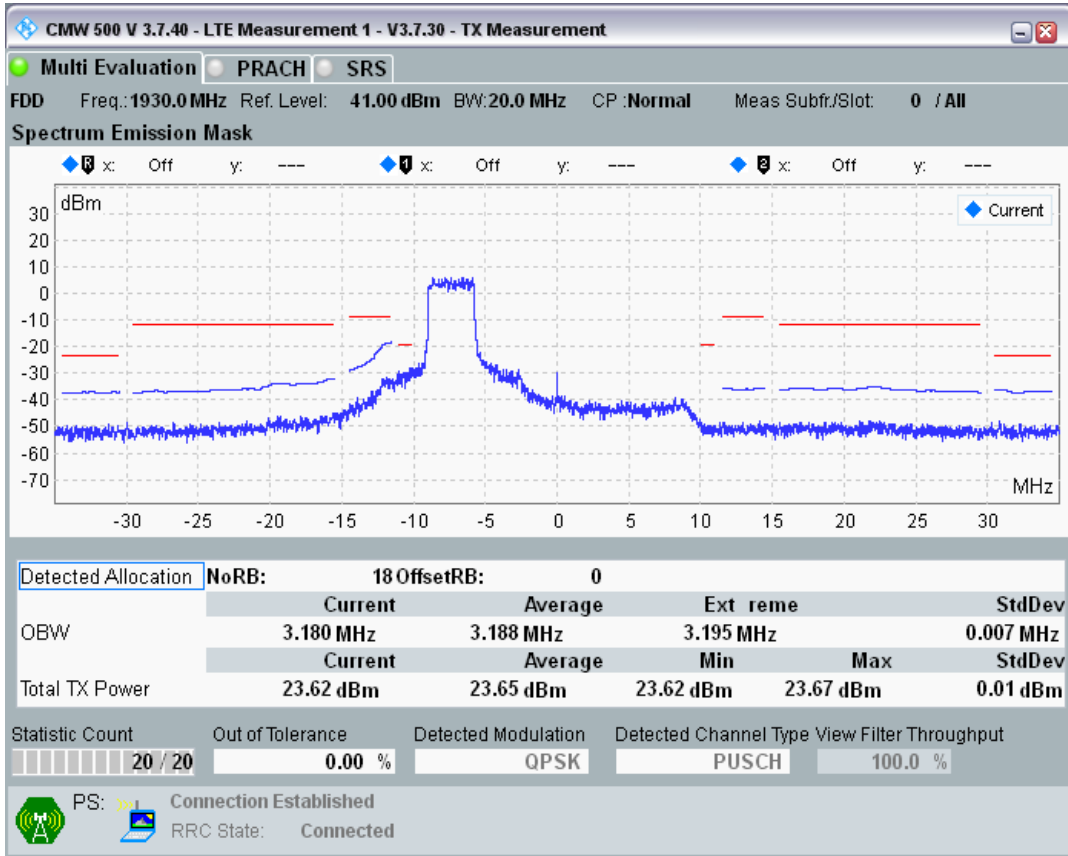 CMW 500 V 3.7.40 - LTE Measurement 1 - V3.7.30 - TX Measurement
Multi Evaluation PRACH SRS
FDD Freq.: 1930.0 MHz Ref. Level: 41.00 dBm BW: 20.0 MHz CP :Normal Meas Subfr./Slot: 0 / All
Spectrum Emission Mask
R x: Off y: --- 1 x: Off y: --- 2 x: Off y: ---
dBm
Current
30
20
10
0
-10
-20
-30
-40
-50
-60
-70
MHz
-30 -25 -20 -15 -10 -5 0 5 10 15 20 25 30
Detected Allocation NoRB: 18 OffsetRB: 0
Current Average Ext reme StdDev
OBW 3.180 MHz 3.188 MHz 3.195 MHz 0.007 MHz
Current Average Min Max StdDev
Total TX Power 23.62 dBm 23.65 dBm 23.62 dBm 23.67 dBm 0.01 dBm
Statistic Count Out of Tolerance Detected Modulation Detected Channel Type View Filter Throughput
20 / 20 0.00 % QPSK PUSCH 100.0 %
PS: Connection Established
RRC State: Connected